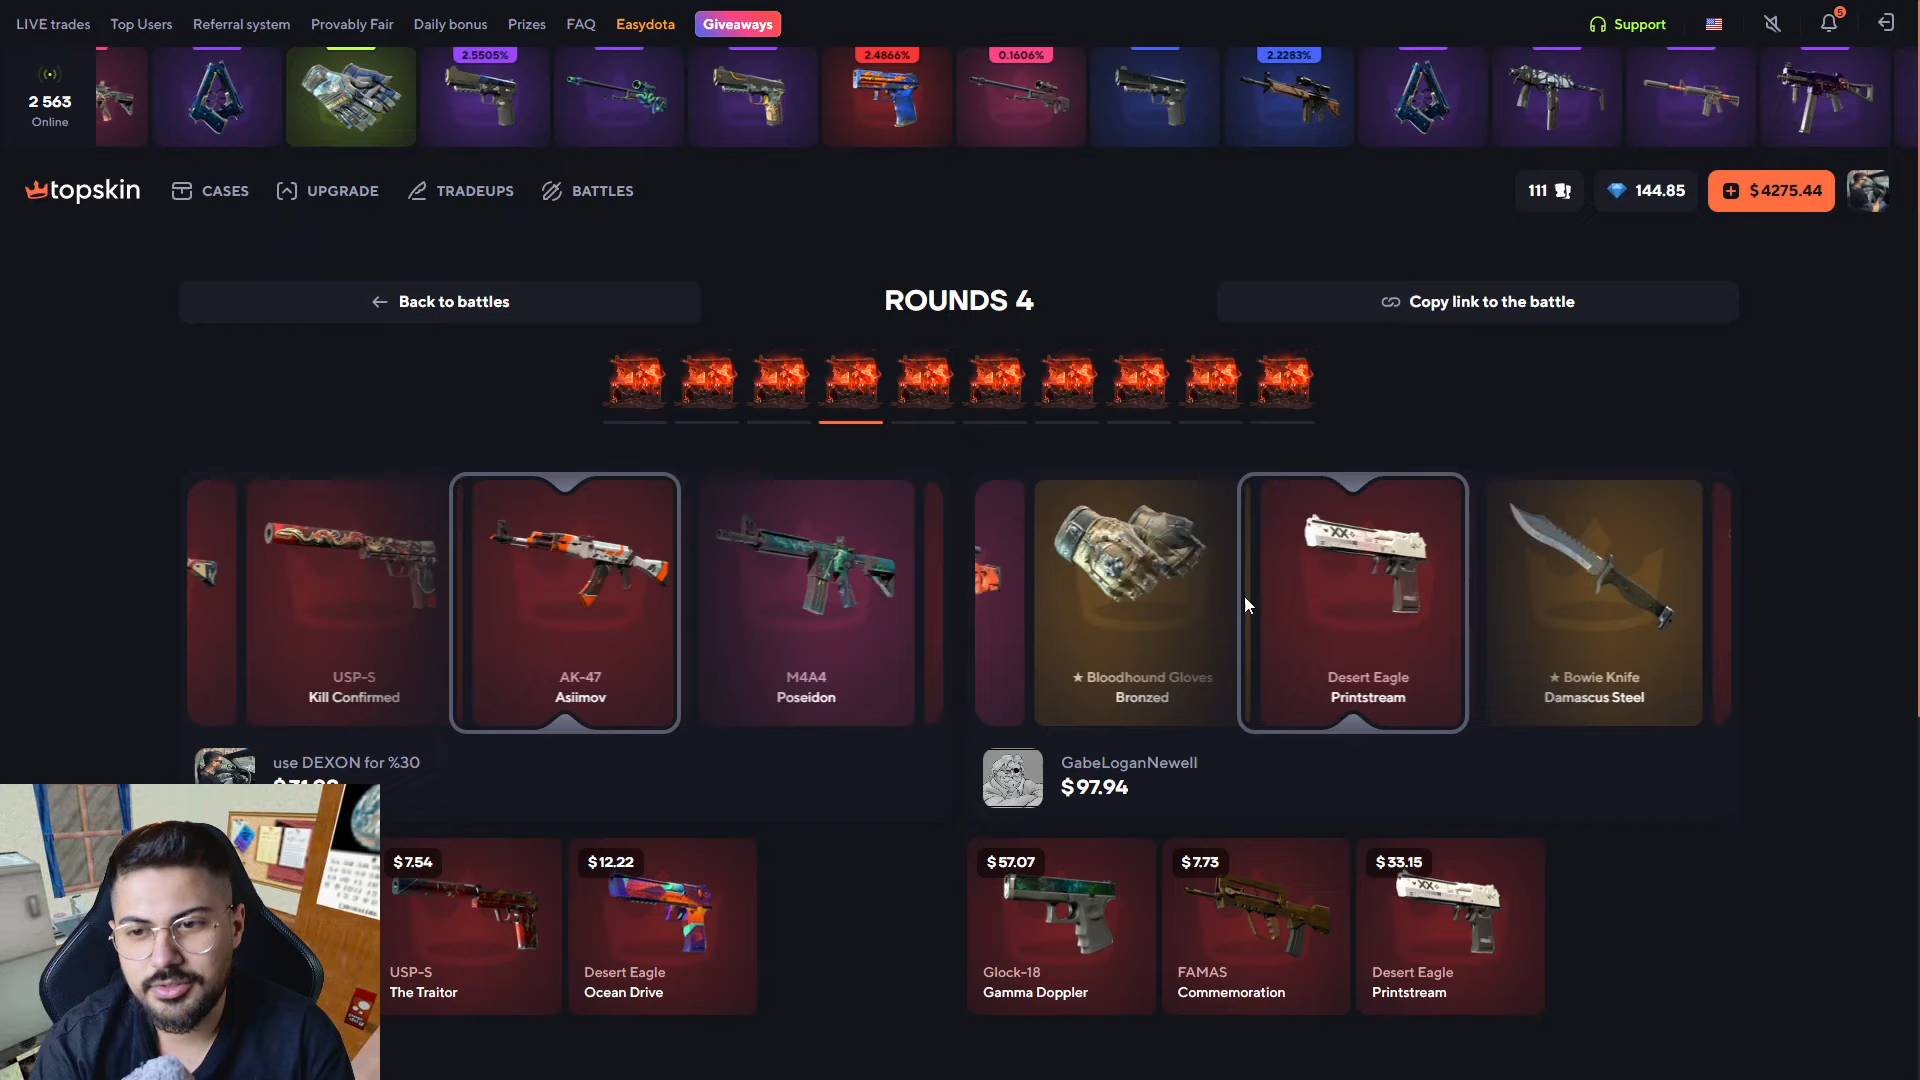 LIVE trades Top Users Referral system Provably Fair Daily bonus Prizes FAQ Easydota Giveaways Support 5
2.5505% 2.4866% 0.1606% 2.2283%
2 563
Online
topskin CASES UPGRADE TRADEUPS BATTLES 111 144.85 $ 4275.44
Back to battles ROUNDS 4 Copy link to the battle
USP-S
Kill Confirmed
AK-47
Asiimov
M4A4
Poseidon
★ Bloodhound Gloves
Bronzed
Desert Eagle
Printstream
★ Bowie Knife
Damascus Steel
use DEXON for %30
GabeLoganNewell
$ 97.94
$ 7.54
USP-S
The Traitor
$ 12.22
Desert Eagle
Ocean Drive
$ 57.07
Glock-18
Gamma Doppler
$ 7.73
FAMAS
Commemoration
$ 33.15
Desert Eagle
Printstream